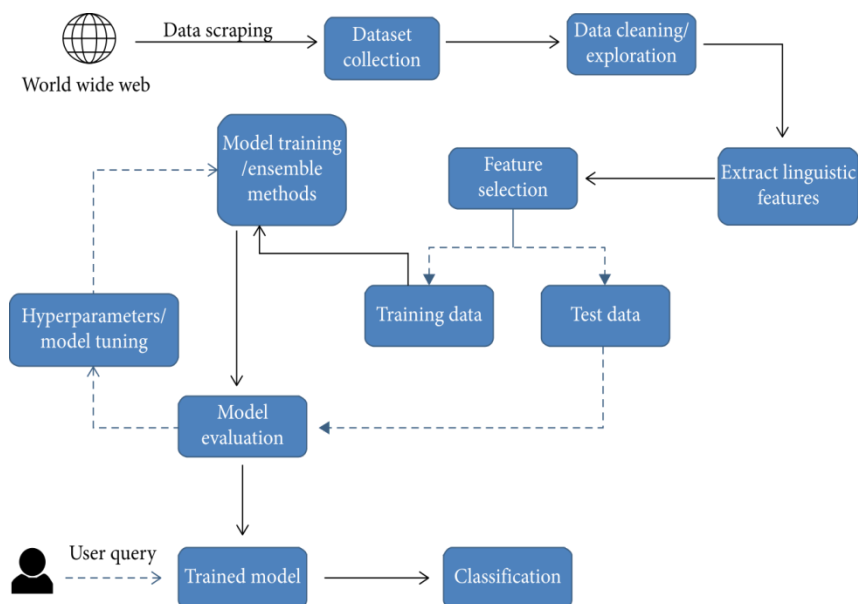 Data scraping
World wide web
Dataset
collection
Data cleaning/
exploration
Model training
/ensemble
methods
Feature
selection
Extract linguistic
features
Hyperparameters/
model tuning
Training data
Test data
Model
evaluation
User query
Trained model
Classification